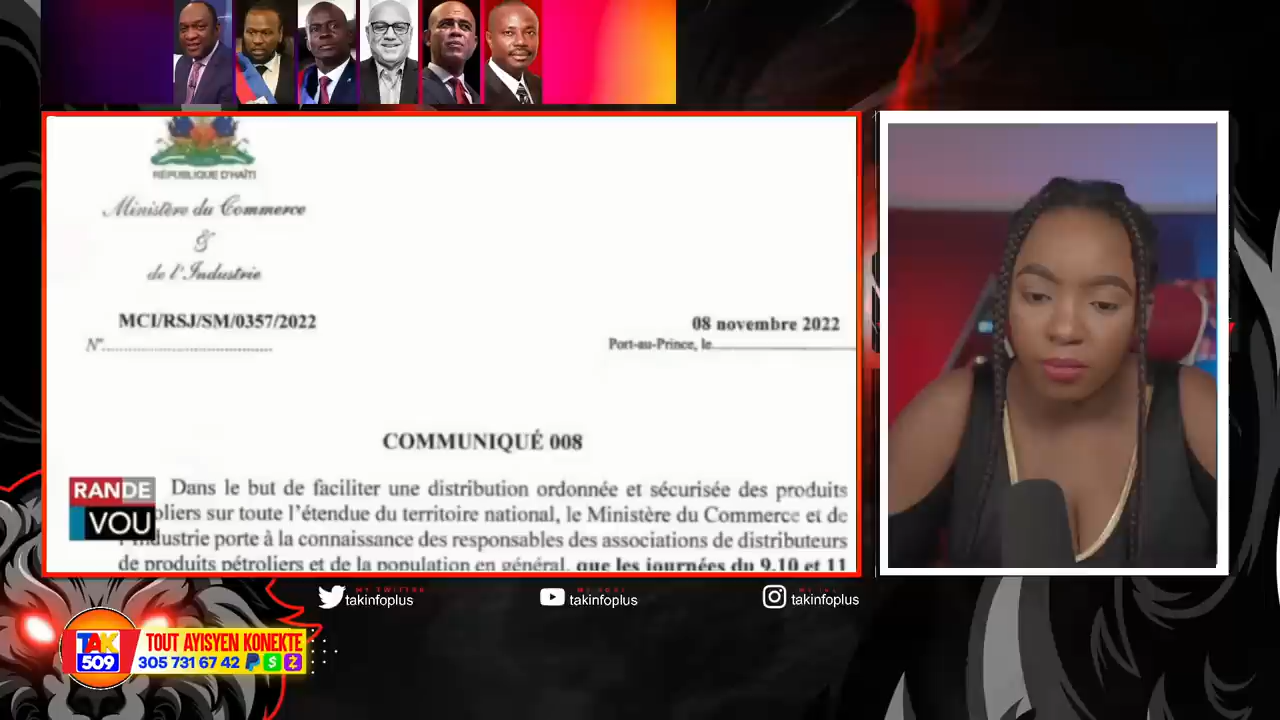 RÉPUBLIQUE D'HAÏTI
Ministère du Commerce
&
de l'Industrie
MCI/RSJ/SM/0357/2022
N°
08 novembre 2022
Port-au-Prince, le
COMMUNIQUÉ 008
Dans le but de faciliter une distribution ordonnée et sécurisée des produits
oliers sur toute l'étendue du territoire national, le Ministère du Commerce et de
l'Industrie porte à la connaissance des responsables des associations de distributeurs
de produits pétroliers et de la population en général, que les journées du 9,10 et 11
RANDE
VOU
takinfoplus
takinfoplus
takinfoplus
TAK
509
TOUT AYISYEN KONEKTE
305 731 67 42